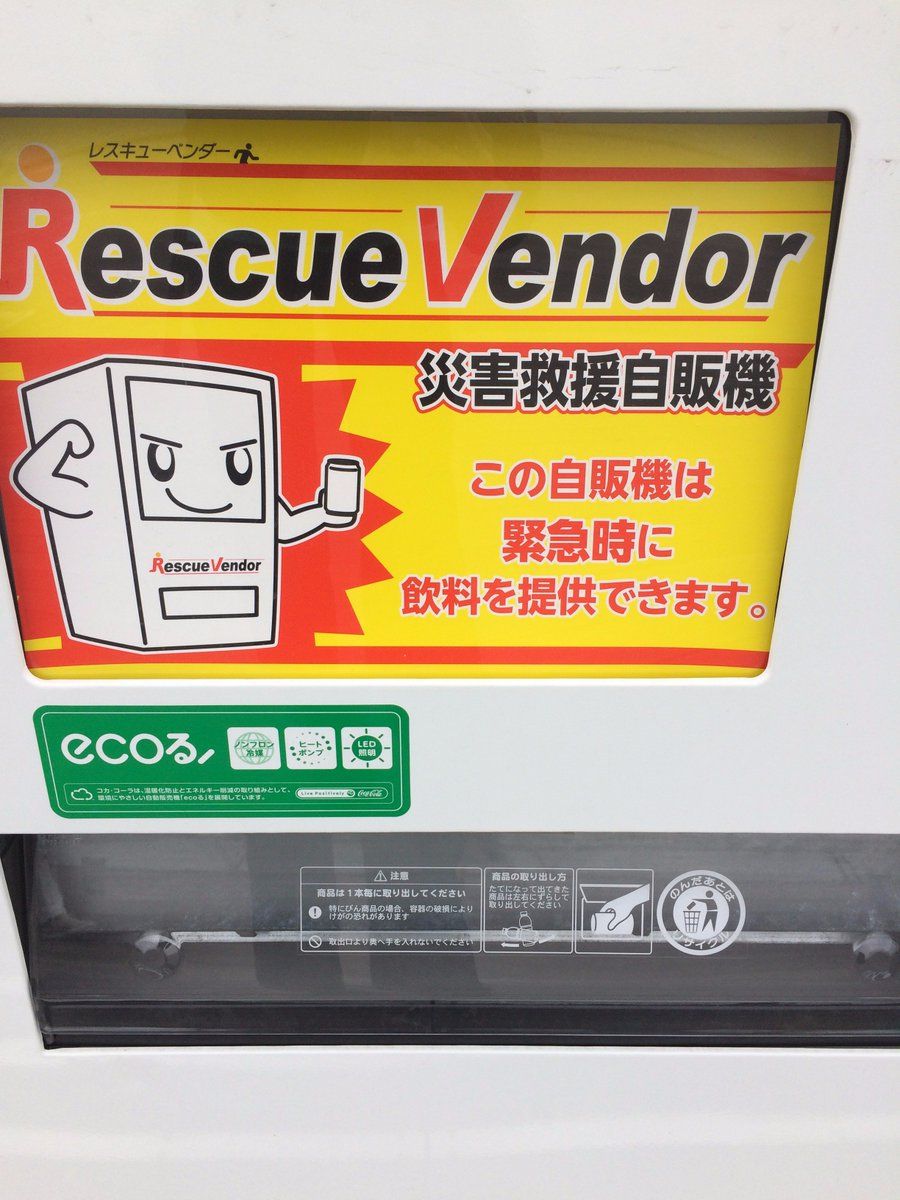 レスキューベンダー
Rescue Vendor
災害救援自販機
この自販機は
緊急時に
飲料を提供できます。
Rescue Vendor
ecoる/
ノンフロン
冷媒
ヒート
ポンプ
LED
照明
コカ・コーラは、温暖化防止とエネルギー削減の取り組みとして、
環境にやさしい自動販売機「ecoる」を展開しています。
Live Positively Coca-Cola
注意
商品は1本毎に取り出してください
特にびん商品の場合、容器の破損により
けがの恐れがあります
取出口より奥へ手を入れないでください
商品の取り出し方
たてになって出てきた
商品は左右にずらして
取り出してください
のんだあとは
リサイクル